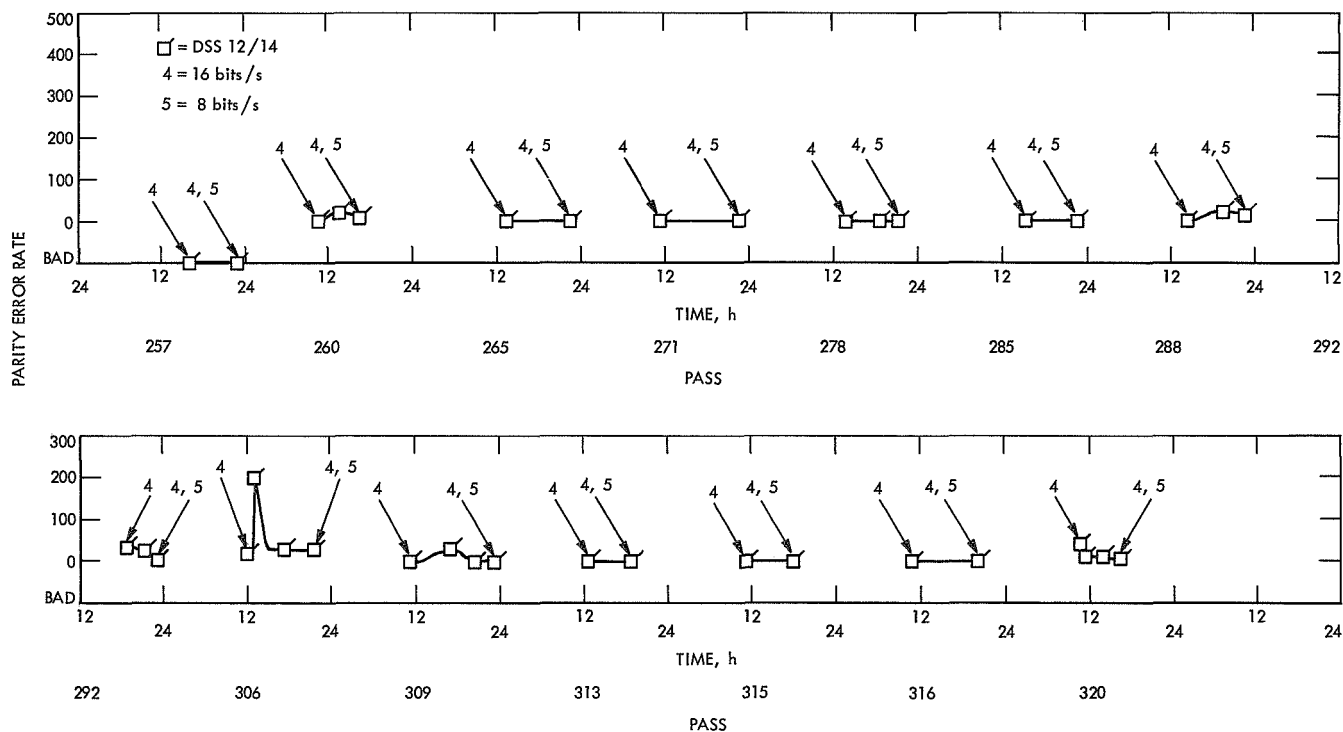 500
400
300
200
100
0
BAD
PARITY ERROR RATE
= DSS 12/14
4 = 16 bits/s
5 = 8 bits/s
4 4, 5 4 4, 5 4 4, 5 4 4, 5 4 4, 5 4 4, 5 4 4, 5
24 12 24 12 24 12 24 12 24 12 24 12 24 12 24 12
TIME, h
257 260 265 271 278 285 288 292
PASS
300
200
100
0
BAD
4 4, 5 4 4, 5 4 4, 5 4 4, 5 4 4, 5 4 4, 5 4 4, 5
12 24 12 24 12 24 12 24 12 24 12 24 12 24 24
TIME, h
292 306 309 313 315 316 320
PASS